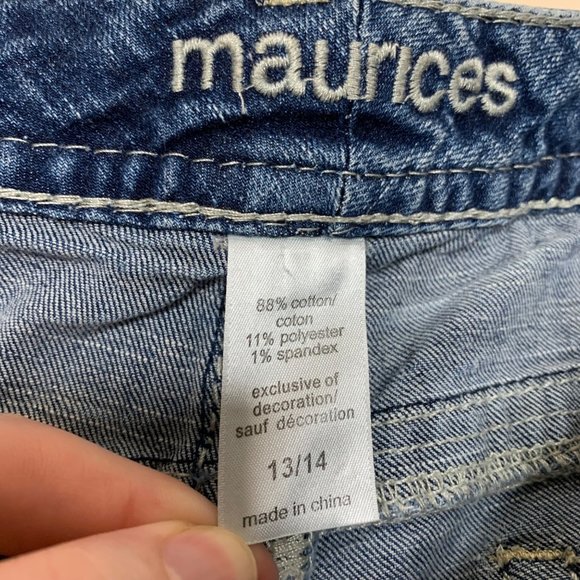 maurices
88% cotton/
coton
11% polyester
1% spandex
exclusive of
decoration/
sauf décoration
13/14
made in china